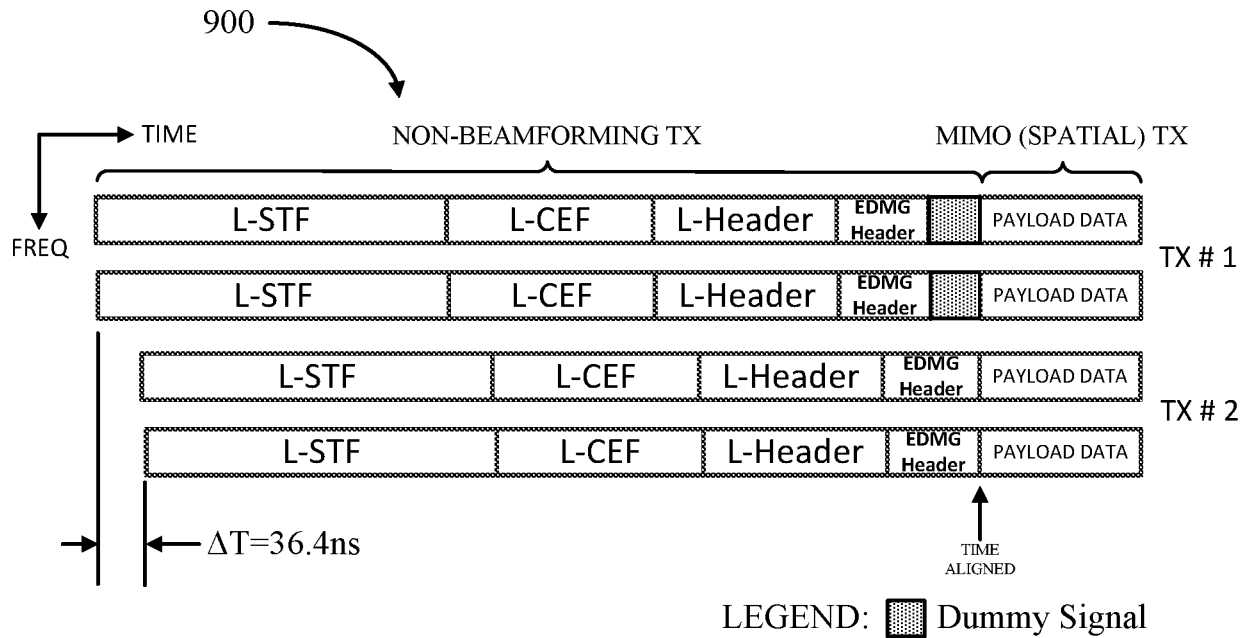 900
TIME
NON-BEAMFORMING TX
MIMO (SPATIAL) TX
FREQ
L-STF
L-CEF
L-Header
EDMG
Header
PAYLOAD DATA
TX # 1
L-STF
L-CEF
L-Header
EDMG
Header
PAYLOAD DATA
L-STF
L-CEF
L-Header
EDMG
Header
PAYLOAD DATA
TX # 2
L-STF
L-CEF
L-Header
EDMG
Header
PAYLOAD DATA
ΔT=36.4ns
TIME
ALIGNED
LEGEND: Dummy Signal